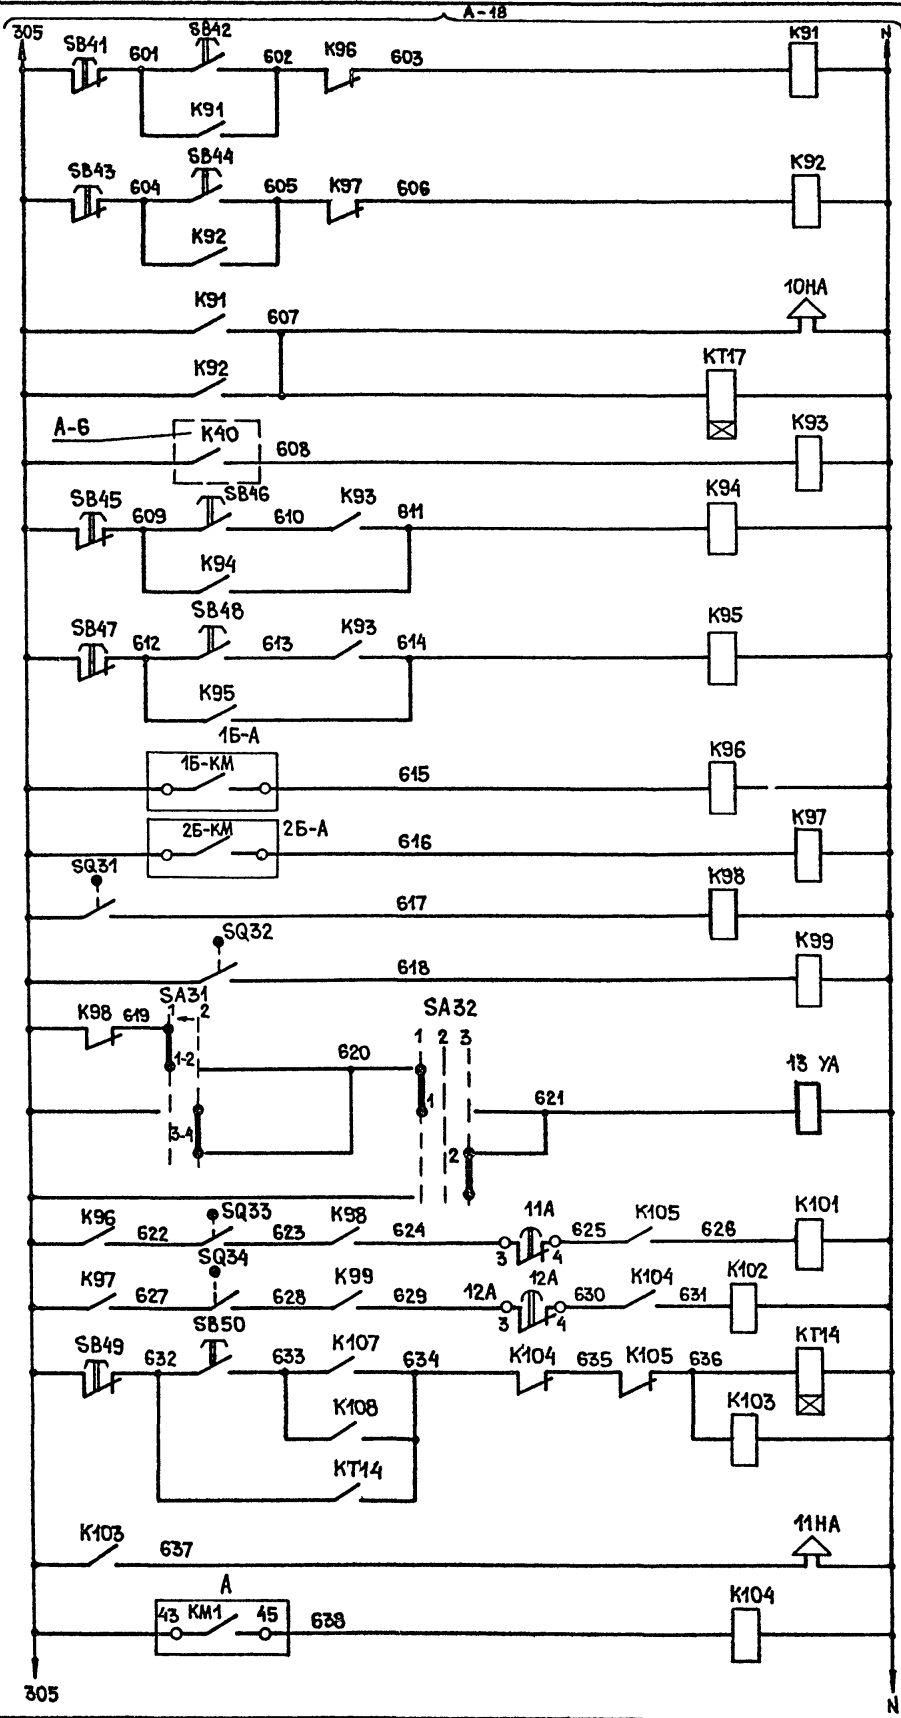 А-18
305 N
SB41 601 SB42 602 K96 603 K91
K91
SB43 604 SB44 605 K97 606 K92
K92
K91 607 10HA
K92 KT17
А-6 K40 608 K93
SB45 609 SB46 610 K93 811 K94
K94
SB47 612 SB48 613 K93 614 K95
K95
1Б-А
1Б-КМ 615 K96
2Б-КМ 2Б-А 616 K97
SQ31 617 K98
SQ32 618 K99
K98 619 SA31 SA32
1 2 1 2 3
1-2 620 1 621 13 YA
3-4 2
K96 622 SQ33 623 K98 624 3 11A 4 625 K105 626 K101
K97 627 SQ34 628 K99 629 12A 3 12A 4 630 K104 631 K102
SB49 632 SB50 633 K107 634 K104 635 K105 636 KT14
K108 K103
KT14
K103 637 11HA
А
43 КМ1 45 638 K104
305 N